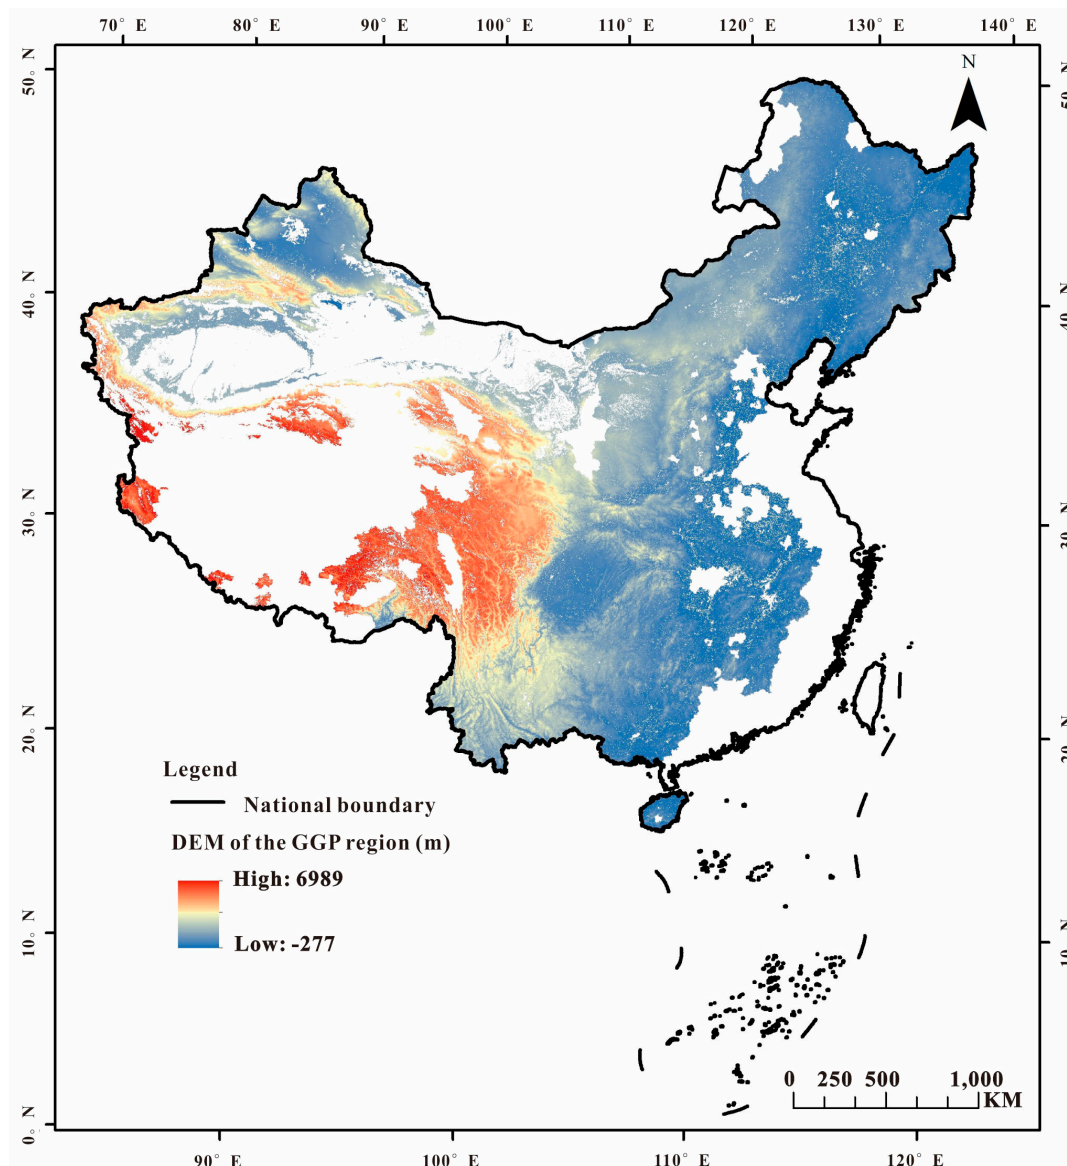 70° E 80° E 90° E 100° E 110° E 120° E 130° E 140° E
50° N
50
N
40° N
40° N
30° N
30° N
20° N
20° N
Legend
National boundary
DEM of the GGP region (m)
High: 6989
Low: -277
10° N
10° N
0 250 500 1,000
KM
0° N
90° E 100° E 110° E 120° E